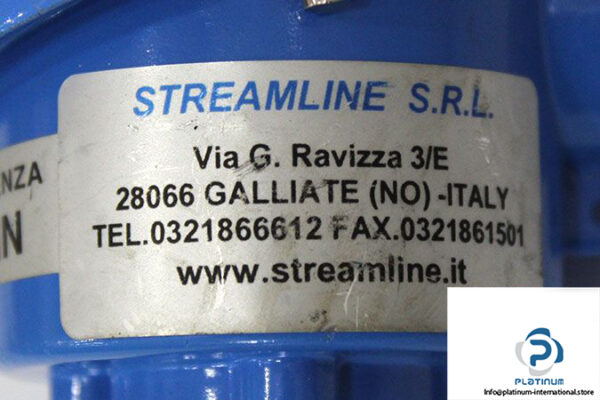 STREAMLINE S.R.L.
Via G. Ravizza 3/E
28066 GALLIATE (NO) -ITALY
TEL.0321866612 FAX.0321861501
www.streamline.it
PLATINUM
Info@platinum-international.store